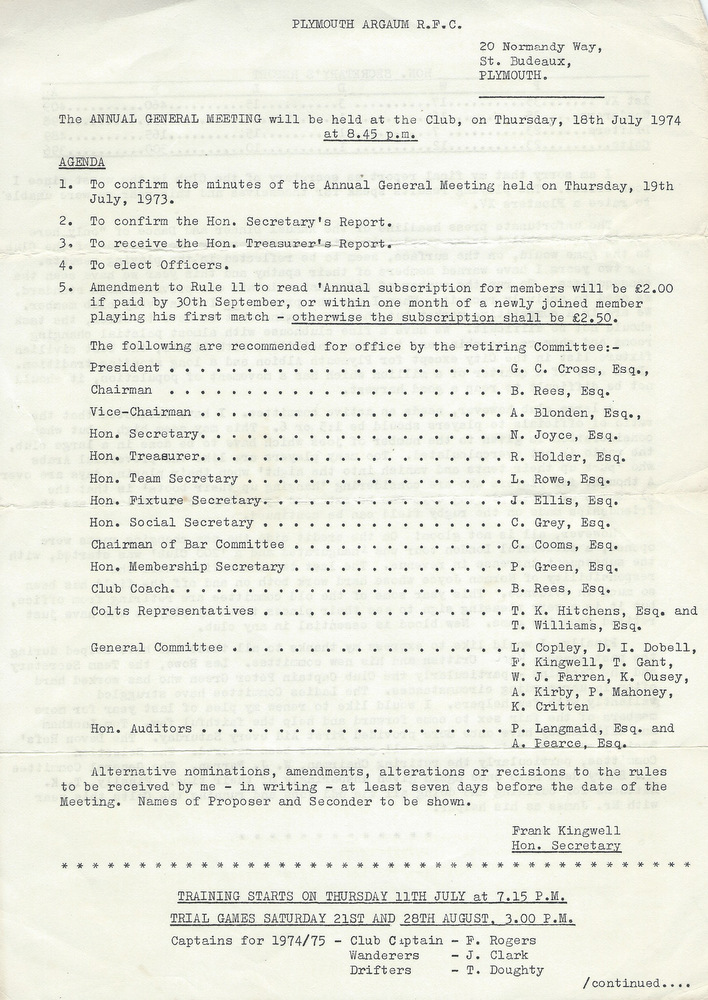 PLYMOUTH ARGAUM R.F.C.
20 Normandy Way,
St. Budeaux,
PLYMOUTH.
The ANNUAL GENERAL MEETING will be held at the Club, on Thursday, 18th July 1974
at 8.45 p.m.
AGENDA
1. To confirm the minutes of the Annual General Meeting held on Thursday, 19th
July, 1973.
2. To confirm the Hon. Secretary's Report.
3. To receive the Hon. Treasurer's Report.
4. To elect Officers.
5. Amendment to Rule 11 to read 'Annual subscription for members will be £2.00
if paid by 30th September, or within one month of a newly joined member
playing his first match - otherwise the subscription shall be £2.50.
The following are recommended for office by the retiring Committee:-
President . . . . . . . . . . . . . . . . . . . . . . G. C. Cross, Esq.,
Chairman . . . . . . . . . . . . . . . . . . . . . . B. Rees, Esq.
Vice-Chairman . . . . . . . . . . . . . . . . . . . . A. Blonden, Esq.,
Hon. Secretary. . . . . . . . . . . . . . . . . . . . N. Joyce, Esq.
Hon. Treasurer. . . . . . . . . . . . . . . . . . . . R. Holder, Esq.
Hon. Team Secretary . . . . . . . . . . . . . . . . . L. Rowe, Esq.
Hon. Fixture Secretary. . . . . . . . . . . . . . . . J. Ellis, Esq.
Hon. Social Secretary . . . . . . . . . . . . . . . . C. Grey, Esq.
Chairman of Bar Committee . . . . . . . . . . . . . . C. Cooms, Esq.
Hon. Membership Secretary . . . . . . . . . . . . . . P. Green, Esq.
Club Coach. . . . . . . . . . . . . . . . . . . . . . B. Rees, Esq.
Colts Representatives . . . . . . . . . . . . . . . . T. K. Hitchens, Esq. and
T. Williams, Esq.
General Committee . . . . . . . . . . . . . . . . . . L. Copley, D. I. Dobell,
F. Kingwell, T. Gant,
W. J. Farren, K. Ousey,
A. Kirby, P. Mahoney,
K. Critten
Hon. Auditors . . . . . . . . . . . . . . . . . . . . P. Langmaid, Esq. and
A. Pearce, Esq.
Alternative nominations, amendments, alterations or recisions to the rules
to be received by me - in writing - at least seven days before the date of the
Meeting. Names of Proposer and Seconder to be shown.
Frank Kingwell
Hon. Secretary
* * * * * * * * * * * * * * * * * * * * * * * * * * * * * * * * * * * * * * * *
TRAINING STARTS ON THURSDAY 11TH JULY at 7.15 P.M.
TRIAL GAMES SATURDAY 21ST AND 28TH AUGUST, 3.00 P.M.
Captains for 1974/75 - Club Captain - F. Rogers
Wanderers - J. Clark
Drifters - T. Doughty
/continued....